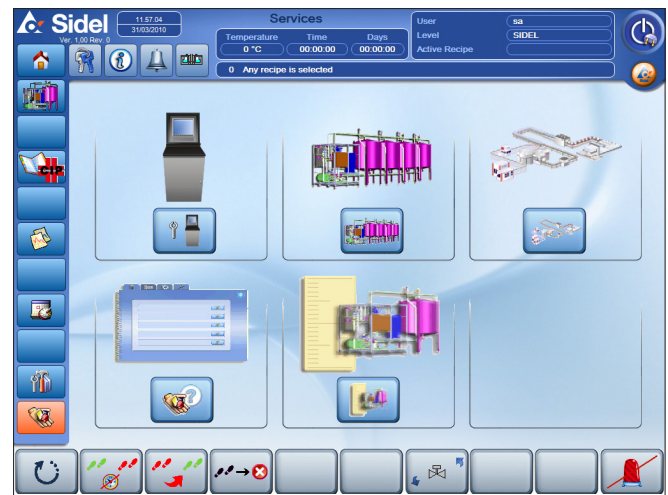 Sidel
Ver. 1,00 Rev. 0
11.57.04
31/03/2010
Services
Temperature Time Days
0 °C 00:00:00 00:00:00
0 Any recipe is selected
User sa
Level SIDEL
Active Recipe
CIP